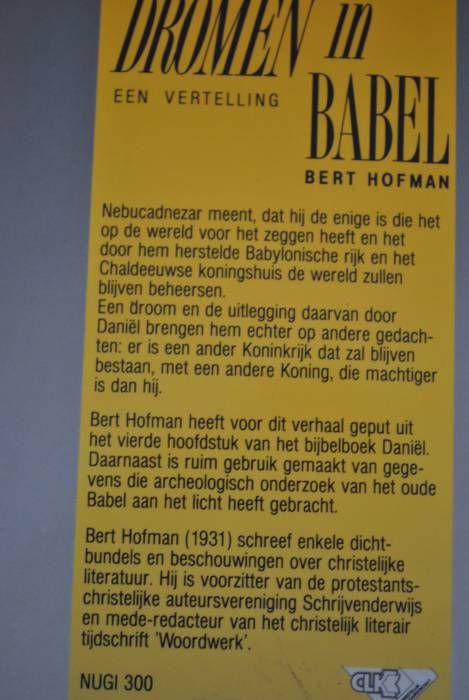 DROMEN in
EEN VERTELLING
BABEL
BERT HOFMAN
Nebucadnezar meent, dat hij de enige is die het
op de wereld voor het zeggen heeft en het
door hem herstelde Babylonische rijk en het
Chaldeeuwse koningshuis de wereld zullen
blijven beheersen.
Een droom en de uitlegging daarvan door
Daniël brengen hem echter op andere gedach-
ten: er is een ander Koninkrijk dat zal blijven
bestaan, met een andere Koning, die machtiger
is dan hij.
Bert Hofman heeft voor dit verhaal geput uit
het vierde hoofdstuk van het bijbelboek Daniël.
Daarnaast is ruim gebruik gemaakt van gege-
vens die archeologisch onderzoek van het oude
Babel aan het licht heeft gebracht.
Bert Hofman (1931) schreef enkele dicht-
bundels en beschouwingen over christelijke
literatuur. Hij is voorzitter van de protestants-
christelijke auteursvereniging Schrijvenderwijs
en mede-redacteur van het christelijk literair
tijdschrift 'Woordwerk'.
NUGI 300